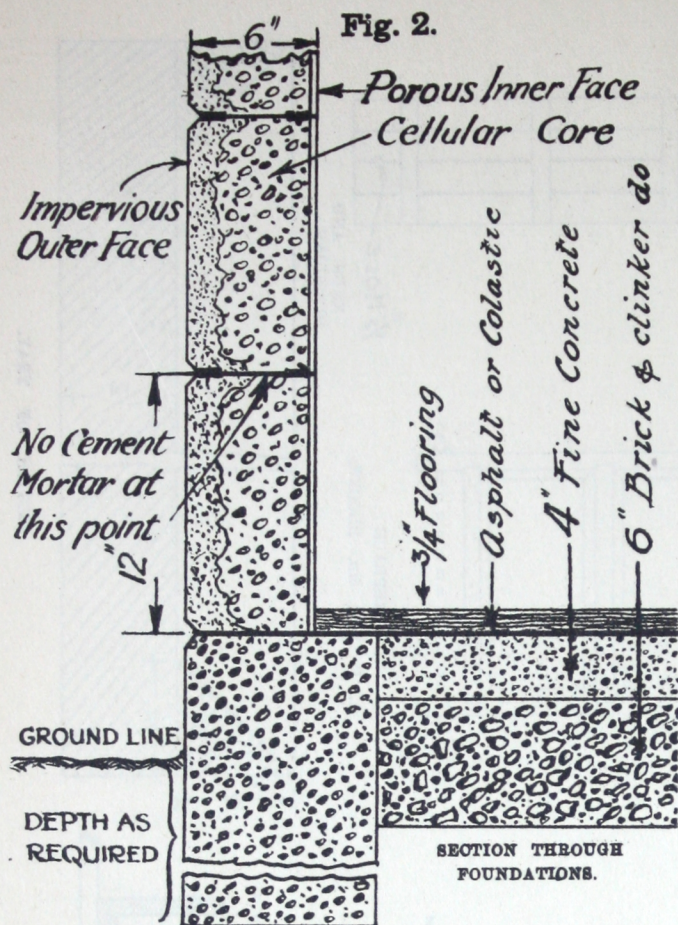 Fig. 2.
6"
Porous Inner Face
Cellular Core
Impervious
Outer Face
No Cement
Mortar at
this point
12"
3/4" Flooring
Asphalt or Colastic
4" Fine Concrete
6" Brick & clinker do
GROUND LINE
DEPTH AS
REQUIRED
SECTION THROUGH
FOUNDATIONS.